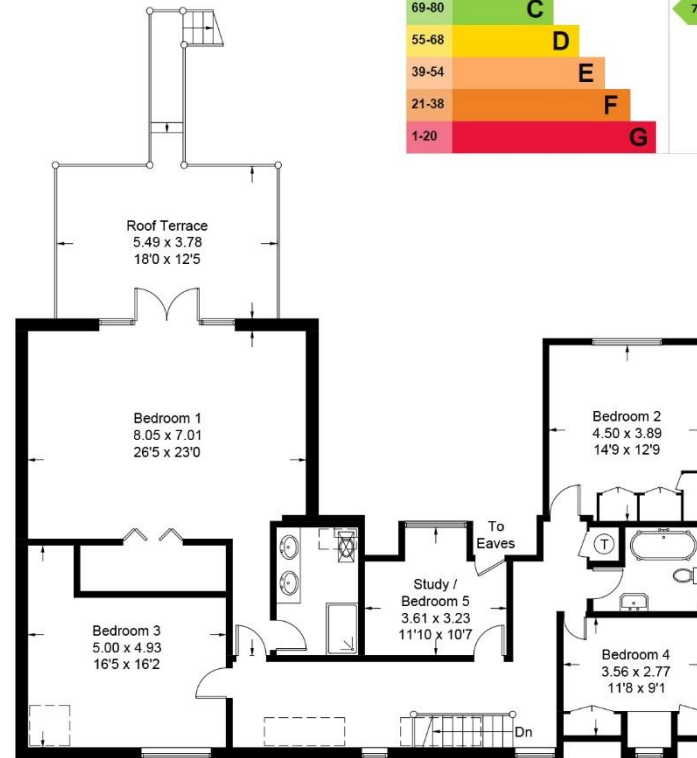 69-80 C 7
55-68 D
39-54 E
21-38 F
1-20 G
Roof Terrace
5.49 x 3.78
18'0 x 12'5
Bedroom 1
8.05 x 7.01
26'5 x 23'0
Bedroom 2
4.50 x 3.89
14'9 x 12'9
To
Eaves
T
Study /
Bedroom 5
3.61 x 3.23
11'10 x 10'7
Bedroom 3
5.00 x 4.93
16'5 x 16'2
Bedroom 4
3.56 x 2.77
11'8 x 9'1
Dn